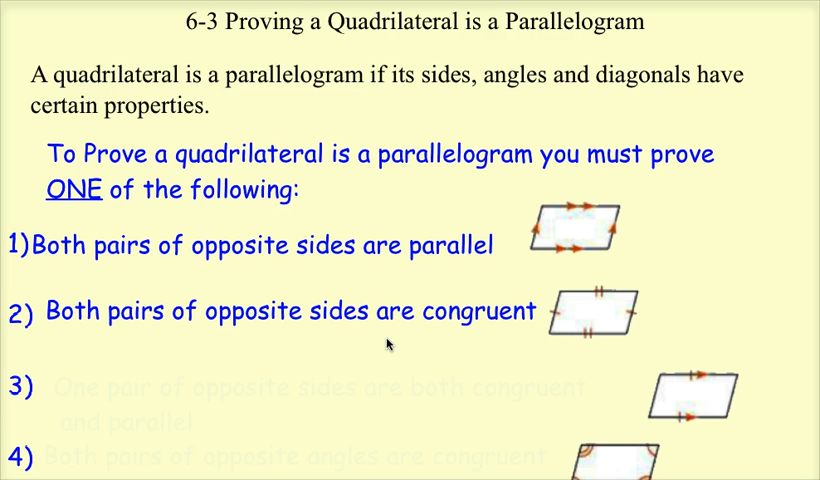 6-3 Proving a Quadrilateral is a Parallelogram
A quadrilateral is a parallelogram if its sides, angles and diagonals have
certain properties.
To Prove a quadrilateral is a parallelogram you must prove
ONE of the following:
1)Both pairs of opposite sides are parallel
2) Both pairs of opposite sides are congruent
3) One pair of opposite sides are both congruent
and parallel
4) Both pairs of opposite angles are congruent